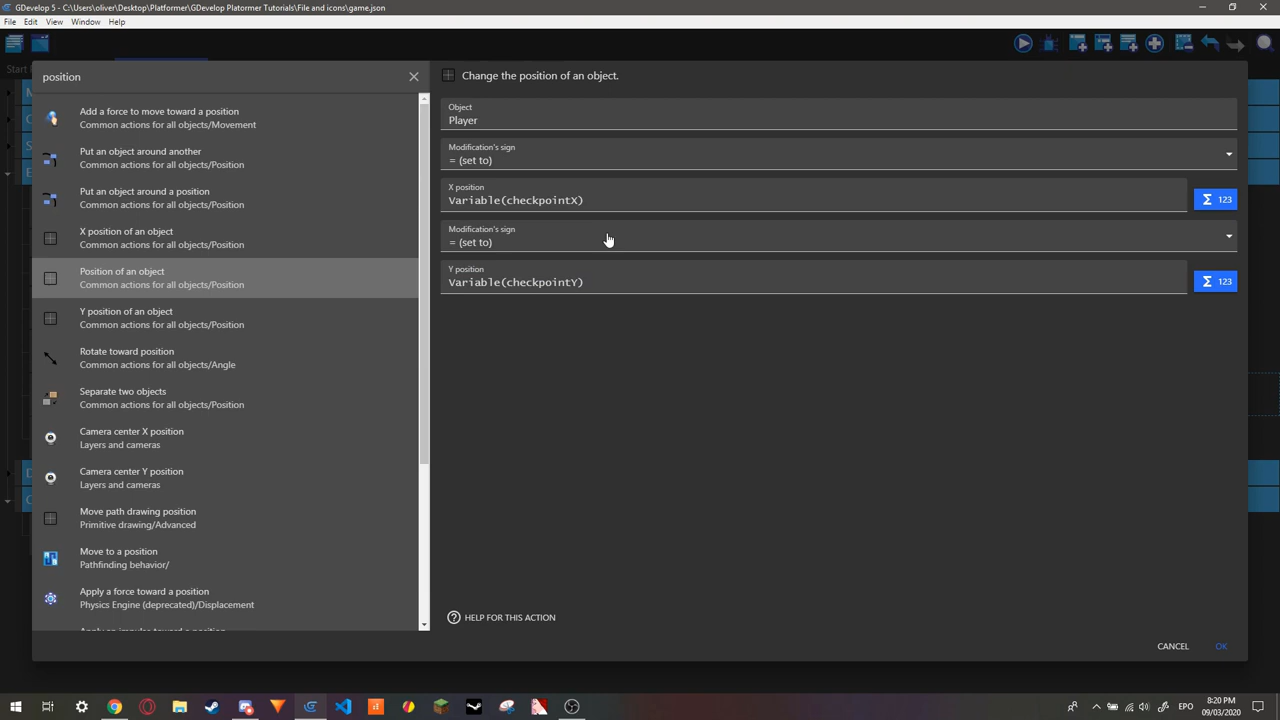 GDevelop 5 - C:\Users\oliver\Desktop\Platformer\GDevelop Platormer Tutorials\File and icons\game.json
File Edit View Window Help
Start
position
Add a force to move toward a position
Common actions for all objects/Movement
Put an object around another
Common actions for all objects/Position
Put an object around a position
Common actions for all objects/Position
X position of an object
Common actions for all objects/Position
Position of an object
Common actions for all objects/Position
Y position of an object
Common actions for all objects/Position
Rotate toward position
Common actions for all objects/Angle
Separate two objects
Common actions for all objects/Position
Camera center X position
Layers and cameras
Camera center Y position
Layers and cameras
Move path drawing position
Primitive drawing/Advanced
Move to a position
Pathfinding behavior/
Apply a force toward a position
Physics Engine (deprecated)/Displacement
Change the position of an object.
Object
Player
Modification's sign
= (set to)
X position
Variable(checkpointX)
Σ 123
Modification's sign
= (set to)
Y position
Variable(checkpointY)
Σ 123
HELP FOR THIS ACTION
CANCEL OK
EPO
8:20 PM
09/03/2020